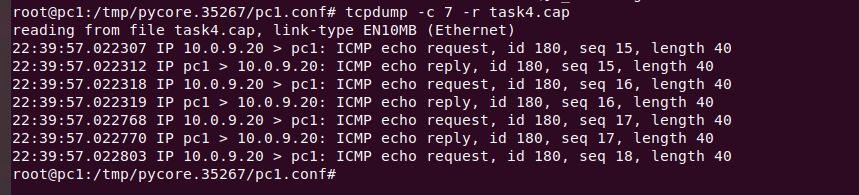 root@pc1:/tmp/pycore.35267/pc1.conf# tcpdump -c 7 -r task4.cap
reading from file task4.cap, link-type EN10MB (Ethernet)
22:39:57.022307 IP 10.0.9.20 > pc1: ICMP echo request, id 180, seq 15, length 40
22:39:57.022312 IP pc1 > 10.0.9.20: ICMP echo reply, id 180, seq 15, length 40
22:39:57.022318 IP 10.0.9.20 > pc1: ICMP echo request, id 180, seq 16, length 40
22:39:57.022319 IP pc1 > 10.0.9.20: ICMP echo reply, id 180, seq 16, length 40
22:39:57.022768 IP 10.0.9.20 > pc1: ICMP echo request, id 180, seq 17, length 40
22:39:57.022770 IP pc1 > 10.0.9.20: ICMP echo reply, id 180, seq 17, length 40
22:39:57.022803 IP 10.0.9.20 > pc1: ICMP echo request, id 180, seq 18, length 40
root@pc1:/tmp/pycore.35267/pc1.conf#